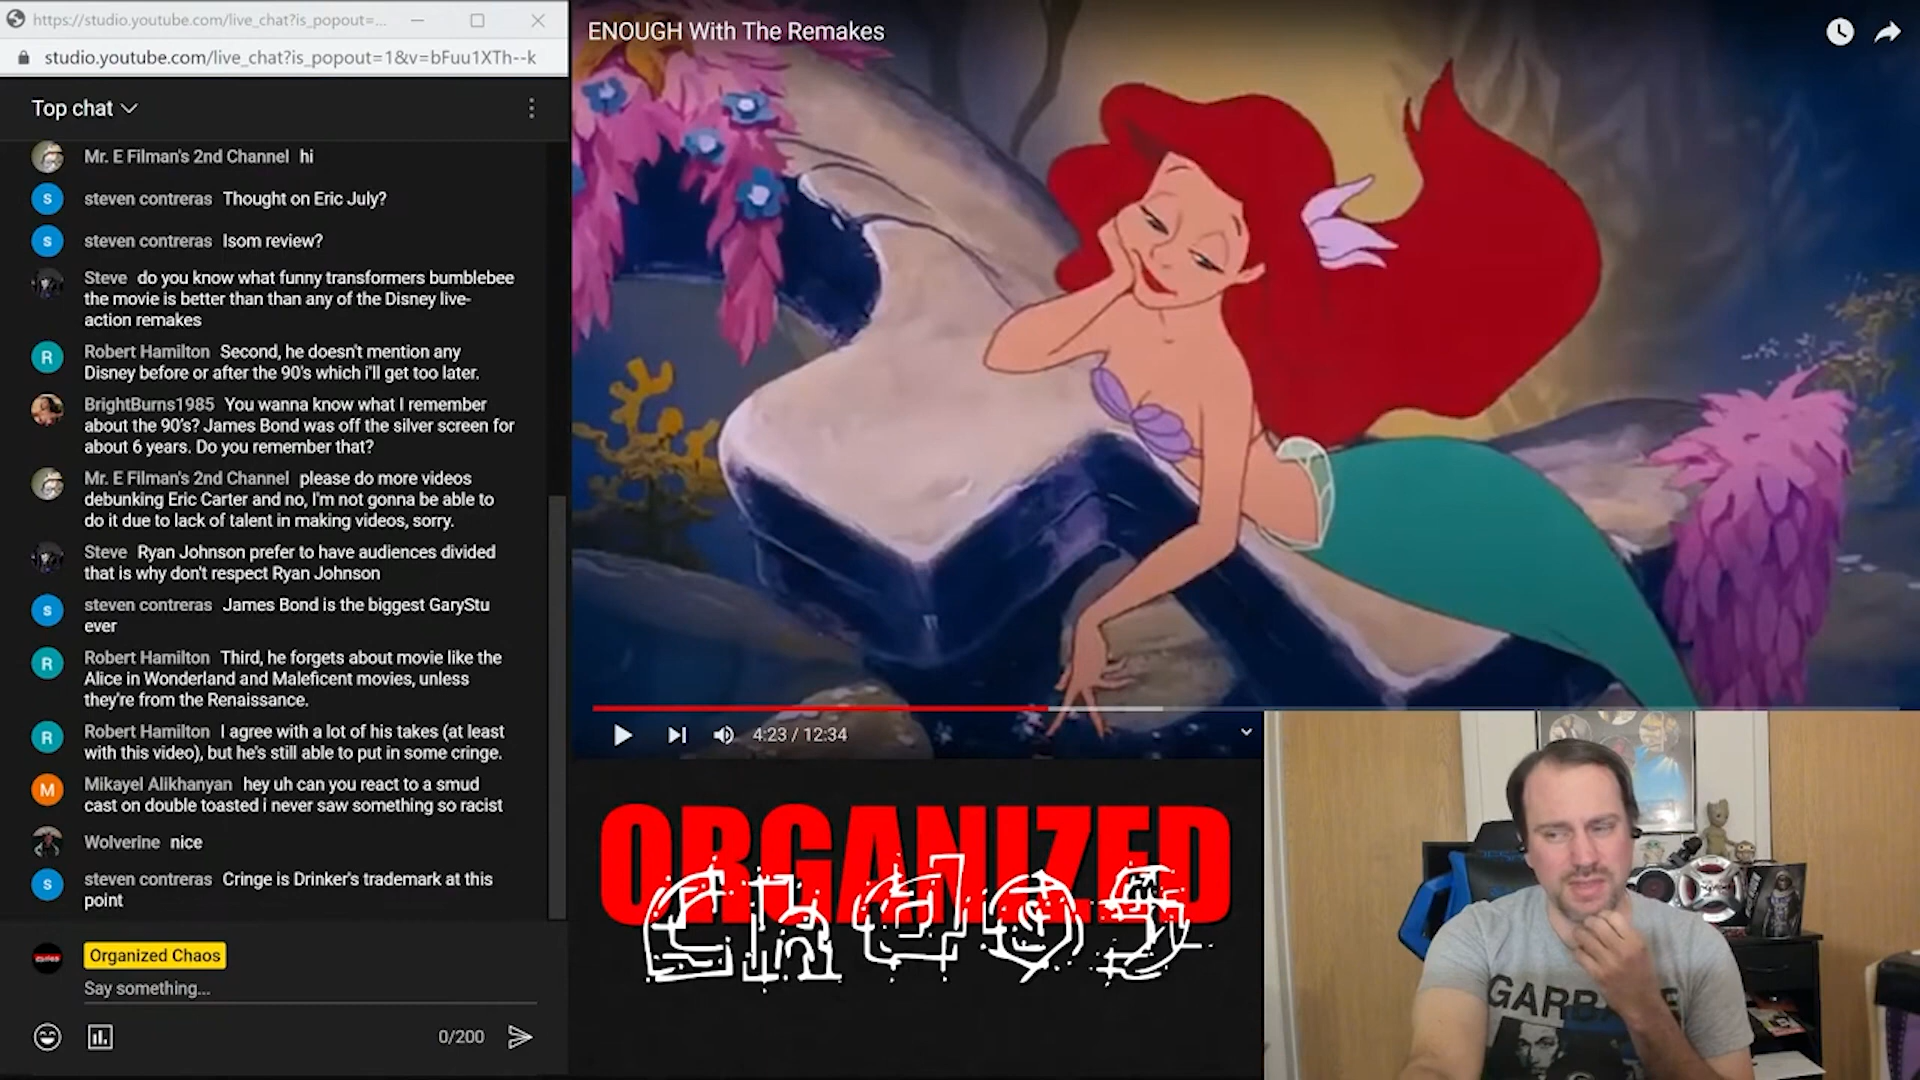 https://studio.youtube.com/live_chat?is_popout=...
studio.youtube.com/live_chat?is_popout=1&v=bFuu1XTh--k
Top chat
Mr. E Filman's 2nd Channel hi
steven contreras Thought on Eric July?
steven contreras Isom review?
Steve do you know what funny transformers bumblebee
the movie is better than than any of the Disney live-
action remakes
Robert Hamilton Second, he doesn't mention any
Disney before or after the 90's which i'll get too later.
BrightBurns1985 You wanna know what I remember
about the 90's? James Bond was off the silver screen for
about 6 years. Do you remember that?
Mr. E Filman's 2nd Channel please do more videos
debunking Eric Carter and no, I'm not gonna be able to
do it due to lack of talent in making videos, sorry.
Steve Ryan Johnson prefer to have audiences divided
that is why don't respect Ryan Johnson
steven contreras James Bond is the biggest GaryStu
ever
Robert Hamilton Third, he forgets about movie like the
Alice in Wonderland and Maleficent movies, unless
they're from the Renaissance.
Robert Hamilton I agree with a lot of his takes (at least
with this video), but he's still able to put in some cringe.
Mikayel Alikhanyan hey uh can you react to a smud
cast on double toasted i never saw something so racist
Wolverine nice
steven contreras Cringe is Drinker's trademark at this
point
Organized Chaos
Say something...
0/200
ENOUGH With The Remakes
4:23 / 12:34
ORGANIZED
chaos